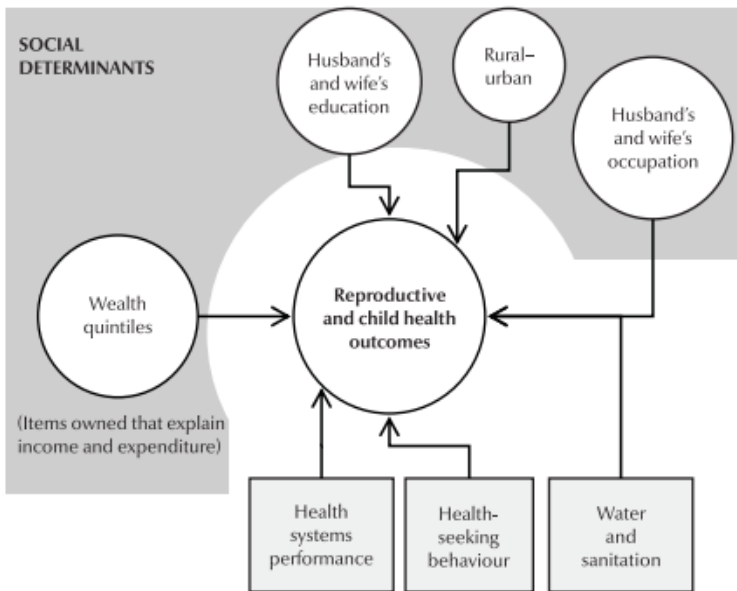 SOCIAL
DETERMINANTS
Husband's
and wife's
education
Rural–
urban
Husband's
and wife's
occupation
Wealth
quintiles
Reproductive
and child health
outcomes
(Items owned that explain
income and expenditure)
Health
systems
performance
Health-
seeking
behaviour
Water
and
sanitation